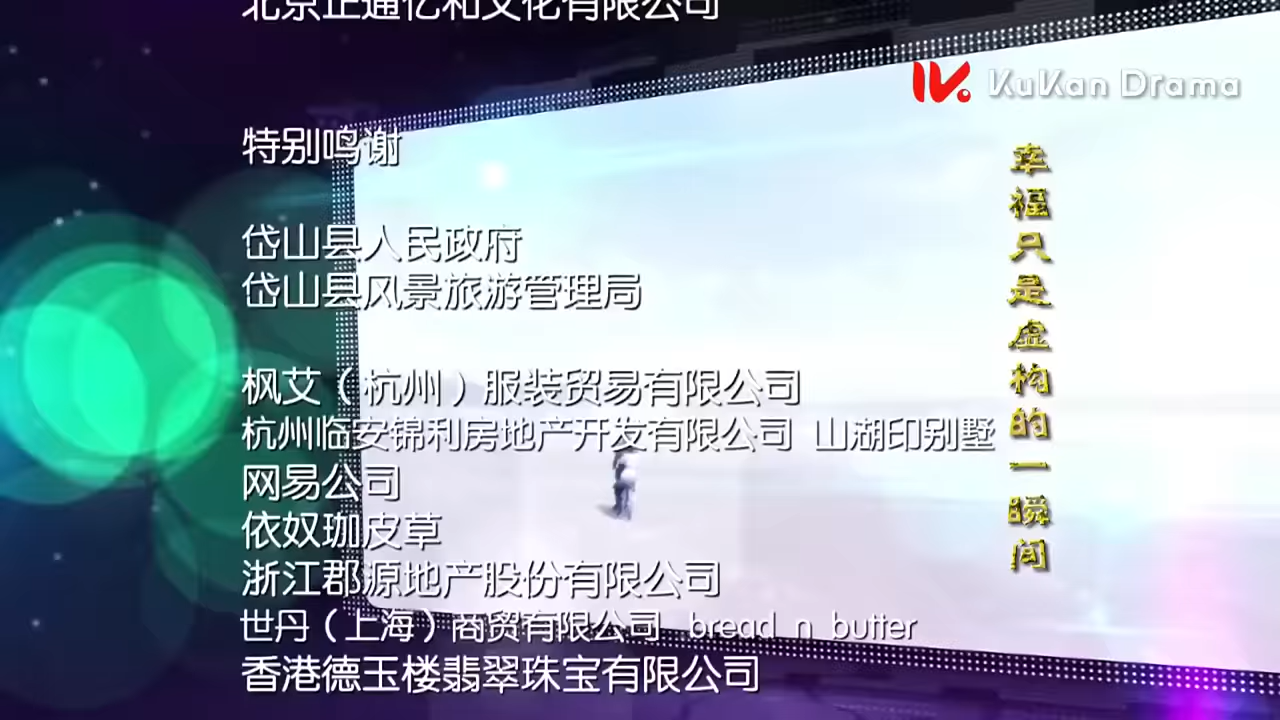 北京正通亿和文化有限公司
KuKan Drama
特别鸣谢
岱山县人民政府
岱山县风景旅游管理局
枫艾（杭州）服装贸易有限公司
杭州临安锦利房地产开发有限公司 山湖印别墅
网易公司
依奴珈皮草
浙江郡源地产股份有限公司
世丹（上海）商贸有限公司 bread n butter
香港德玉楼翡翠珠宝有限公司
幸福只是虚构的一瞬间